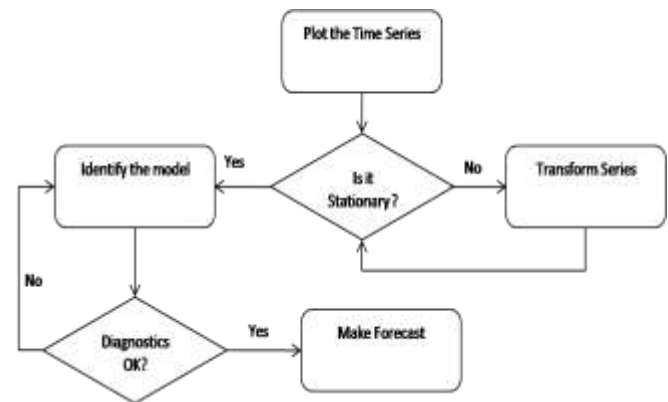 Plot the Time Series
Identify the model
Yes
Is it
Stationary?
No
Transform Series
No
Diagnostics
OK?
Yes
Make Forecast